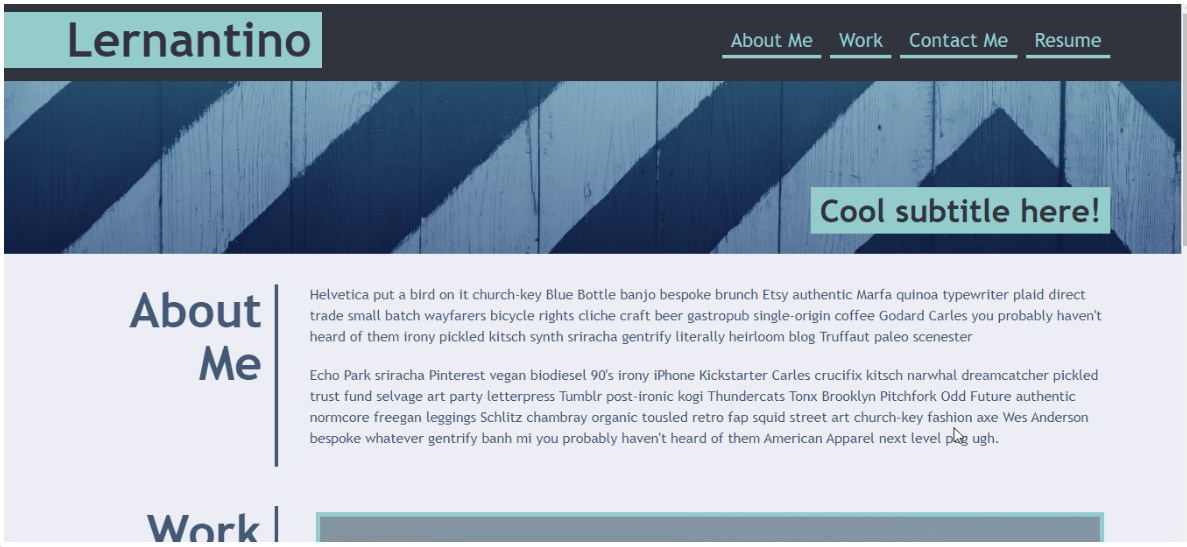 Lernantino
About Me Work Contact Me Resume
Cool subtitle here!
About
Me
Helvetica put a bird on it church-key Blue Bottle banjo bespoke brunch Etsy authentic Marfa quinoa typewriter plaid direct
trade small batch wayfarers bicycle rights cliche craft beer gastropub single-origin coffee Godard Carles you probably haven't
heard of them irony pickled kitsch synth sriracha gentrify literally heirloom blog Truffaut paleo scenester
Echo Park sriracha Pinterest vegan biodiesel 90's irony iPhone Kickstarter Carles crucifix kitsch narwhal dreamcatcher pickled
trust fund selvage art party letterpress Tumblr post-ironic kogi Thundercats Tonx Brooklyn Pitchfork Odd Future authentic
normcore freegan leggings Schlitz chambray organic tousled retro fap squid street art church-key fashion axe Wes Anderson
bespoke whatever gentrify banh mi you probably haven't heard of them American Apparel next level pug ugh.
Work